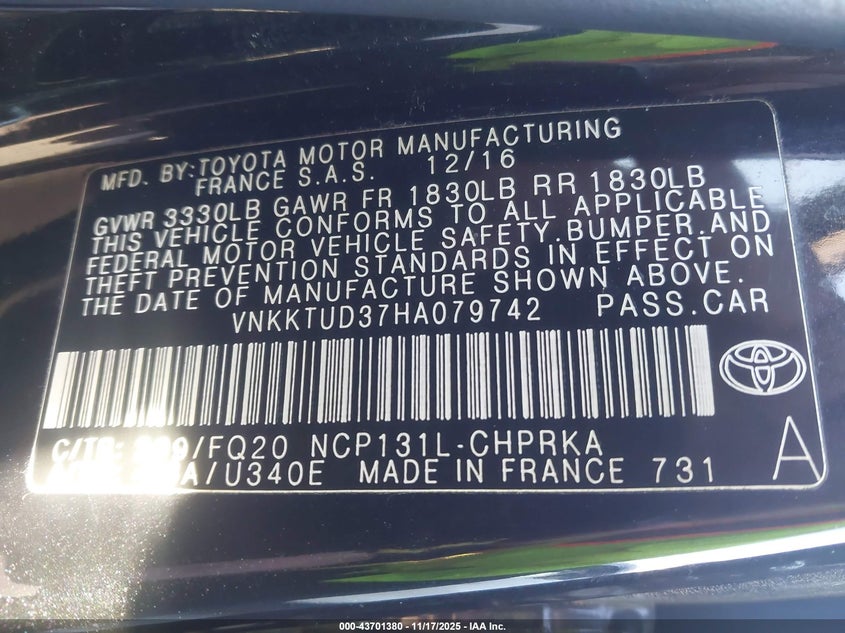 MFD. BY:TOYOTA MOTOR MANUFACTURING
FRANCE S.A.S. 12/16
GVWR 3330LB GAWR FR 1830LB RR 1830LB
THIS VEHICLE CONFORMS TO ALL APPLICABLE
FEDERAL MOTOR VEHICLE SAFETY.BUMPER.AND
THEFT PREVENTION STANDARDS IN EFFECT ON
THE DATE OF MANUFACTURE SHOWN ABOVE.
VNKKTUD37HA079742 PASS.CAR
/FQ20 NCP131L-CHPRKA
A/U340E MADE IN FRANCE 731
A
000-43701380 | 11/17/2025 - IAA Inc.